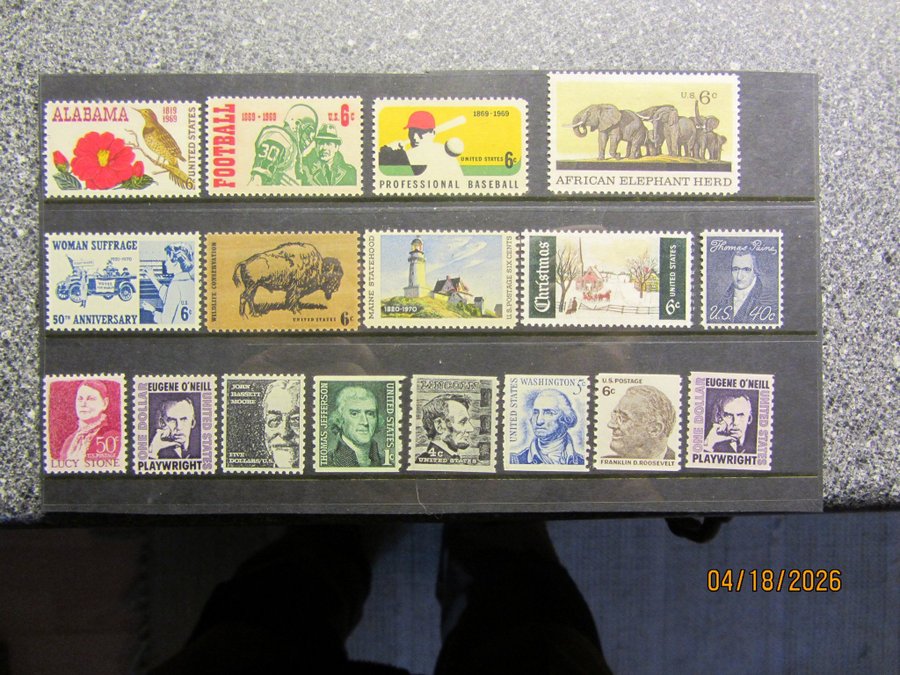 ALABAMA
1819
1969
6¢ UNITED STATES
FOOTBALL
1869·1969
U.S. 6c
1869·1969
UNITED STATES 6c
PROFESSIONAL BASEBALL
U.S. 6c
AFRICAN ELEPHANT HERD
WOMAN SUFFRAGE
1920-1970
U.S.
50TH ANNIVERSARY 6c
WILDLIFE CONSERVATION
UNITED STATES 6c
MAINE STATEHOOD
1820-1970
U.S. POSTAGE SIX CENTS
Christmas
6c UNITED STATES
Thomas Paine
U.S. 40c
50c
U.S. POSTAGE
LUCY STONE
EUGENE O'NEILL
ONE DOLLAR
UNITED STATES
PLAYWRIGHT
JOHN
BASSETT
MOORE
FIVE
DOLLARS/U.S.
THOMAS JEFFERSON
UNITED STATES 1c
LINCOLN
4c
UNITED STATES
UNITED STATES
WASHINGTON 5c
U.S. POSTAGE
6c
FRANKLIN D. ROOSEVELT
EUGENE O'NEILL
ONE DOLLAR
UNITED STATES
PLAYWRIGHT
04/18/2026